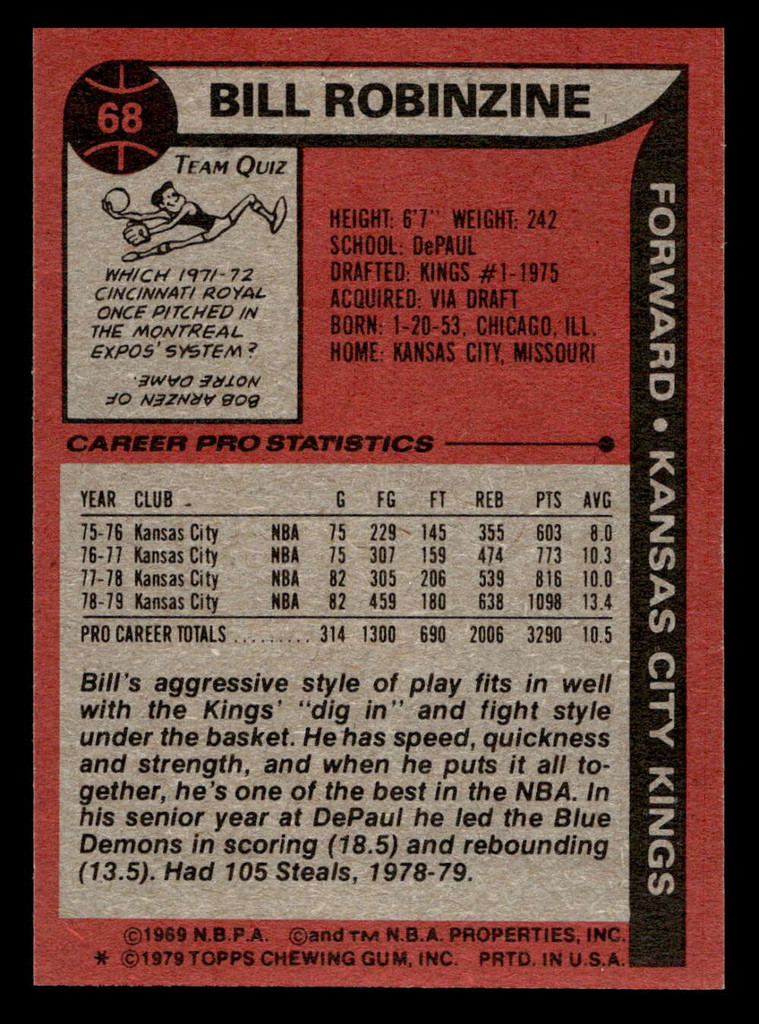 68
BILL ROBINZINE
TEAM QUIZ
WHICH 1971-72
CINCINNATI ROYAL
ONCE PITCHED IN
THE MONTREAL
EXPOS' SYSTEM?
BOB ARNZEN OF
NOTRE DAME.
HEIGHT: 6'7" WEIGHT: 242
SCHOOL: DePAUL
DRAFTED: KINGS #1-1975
ACQUIRED: VIA DRAFT
BORN: 1-20-53, CHICAGO, ILL.
HOME: KANSAS CITY, MISSOURI
FORWARD • KANSAS CITY KINGS
CAREER PRO STATISTICS
YEAR CLUB G FG FT REB PTS AVG
75-76 Kansas City NBA 75 229 145 355 603 8.0
76-77 Kansas City NBA 75 307 159 474 773 10.3
77-78 Kansas City NBA 82 305 206 539 816 10.0
78-79 Kansas City NBA 82 459 180 638 1098 13.4
PRO CAREER TOTALS ......... 314 1300 690 2006 3290 10.5
Bill's aggressive style of play fits in well
with the Kings' "dig in" and fight style
under the basket. He has speed, quickness
and strength, and when he puts it all to-
gether, he's one of the best in the NBA. In
his senior year at DePaul he led the Blue
Demons in scoring (18.5) and rebounding
(13.5). Had 105 Steals, 1978-79.
©1969 N.B.P.A. ©and TM N.B.A. PROPERTIES, INC.
* ©1979 TOPPS CHEWING GUM, INC. PRTD. IN U.S.A.